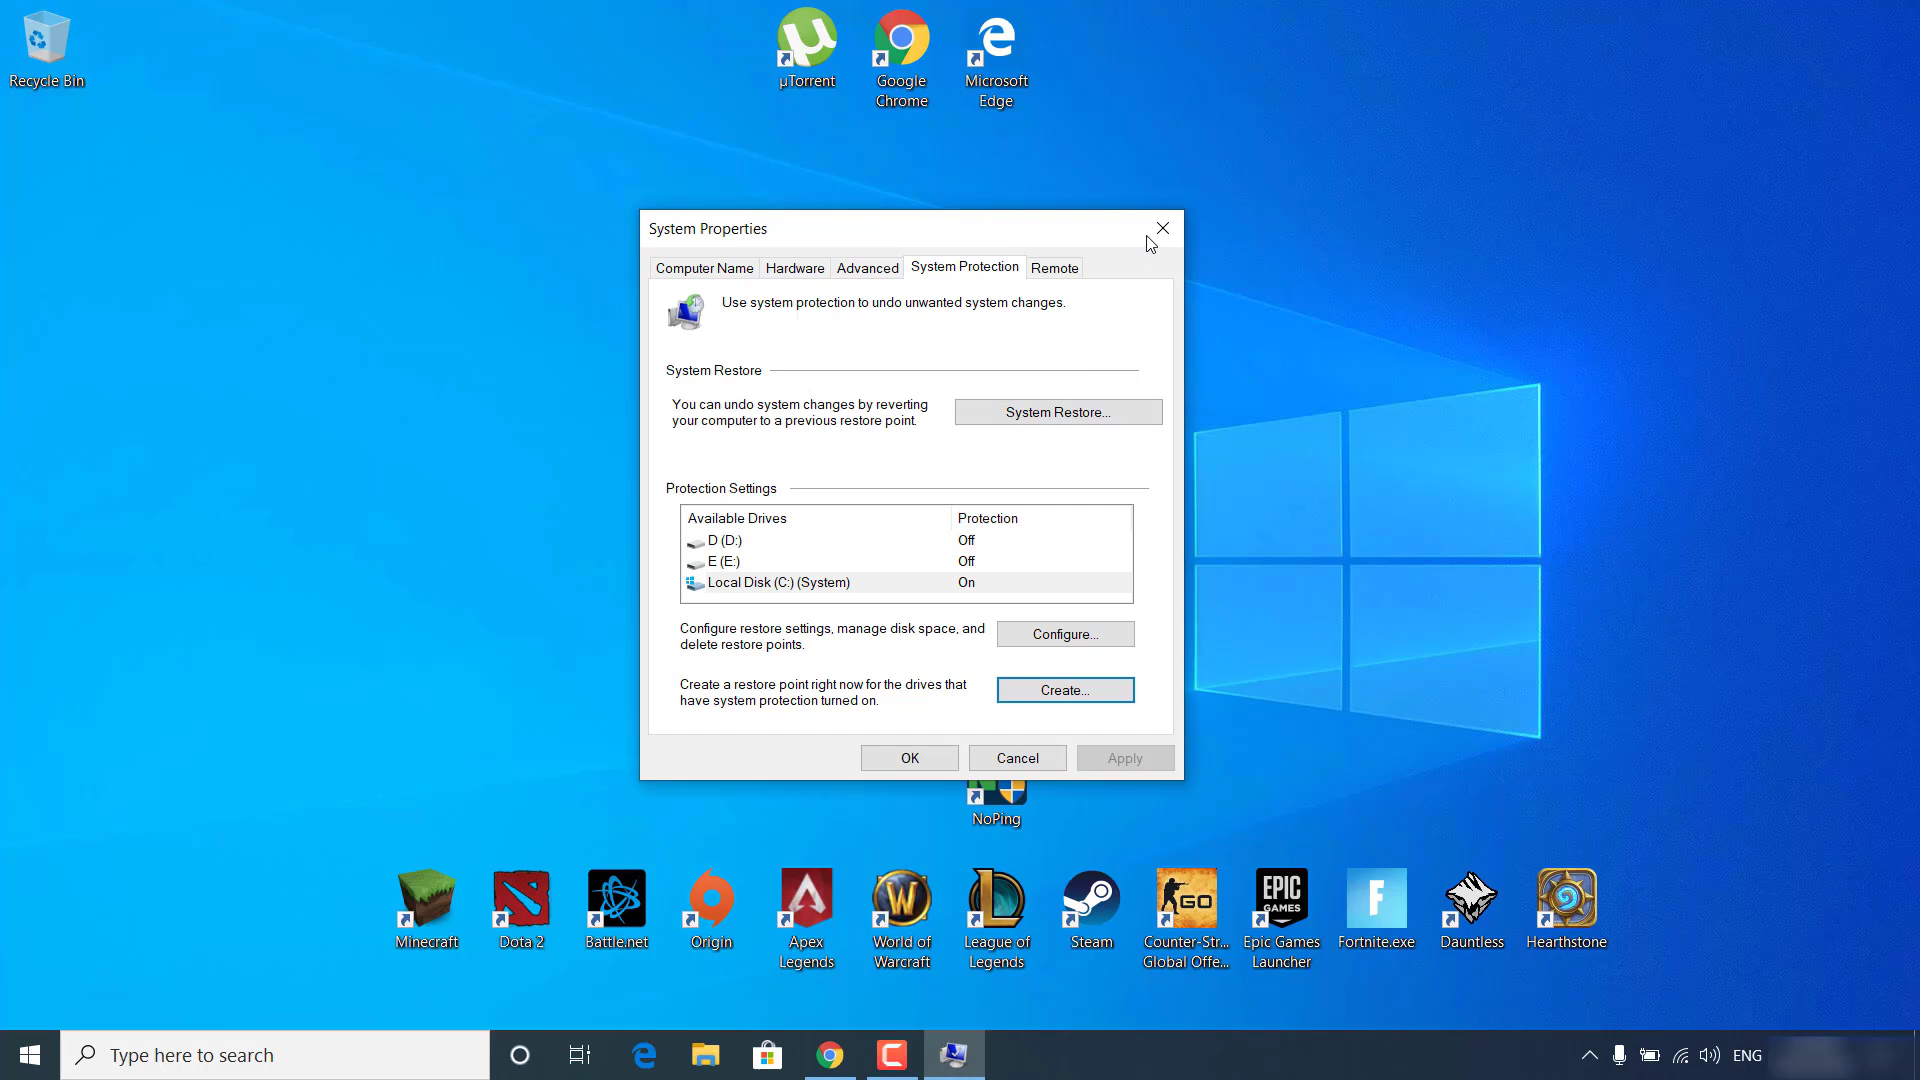 Recycle Bin
µTorrent
Google
Chrome
Microsoft
Edge
System Properties
Computer Name
Hardware
Advanced
System Protection
Remote
Use system protection to undo unwanted system changes.
System Restore
You can undo system changes by reverting
your computer to a previous restore point.
System Restore...
Protection Settings
Available Drives
Protection
D (D:)
Off
E (E:)
Off
Local Disk (C:) (System)
On
Configure restore settings, manage disk space, and
delete restore points.
Configure...
Create a restore point right now for the drives that
have system protection turned on.
Create...
OK
Cancel
Apply
NoPing
GO
EPIC
GAMES
Minecraft
Dota 2
Battle.net
Origin
Apex
Legends
World of
Warcraft
League of
Legends
Steam
Counter-Str...
Global Offe...
Epic Games
Launcher
Fortnite.exe
Dauntless
Hearthstone
Type here to search
ENG